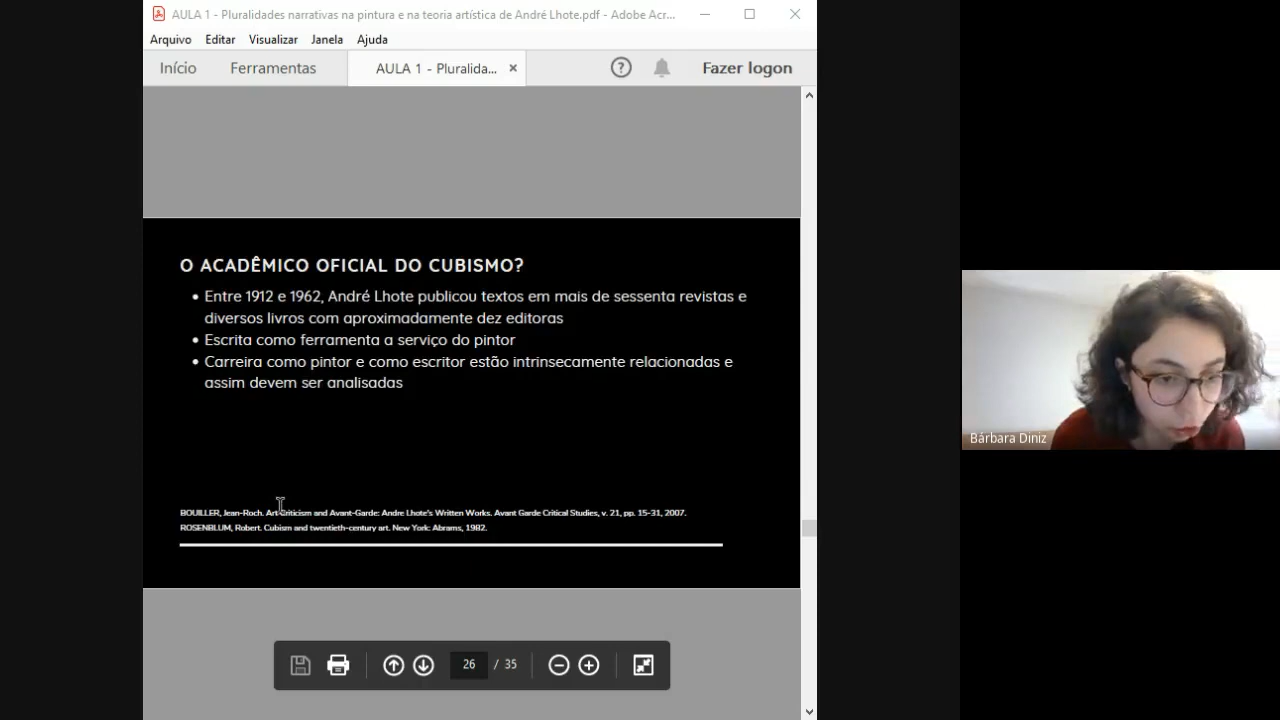 AULA 1 - Pluralidades narrativas na pintura e na teoria artística de André Lhote.pdf - Adobe Acr...
Arquivo Editar Visualizar Janela Ajuda
Início Ferramentas AULA 1 - Pluralida... × ? Fazer logon
O ACADÊMICO OFICIAL DO CUBISMO?
• Entre 1912 e 1962, André Lhote publicou textos em mais de sessenta revistas e
diversos livros com aproximadamente dez editoras
• Escrita como ferramenta a serviço do pintor
• Carreira como pintor e como escritor estão intrinsecamente relacionadas e
assim devem ser analisadas
BOUILLER, Jean-Roch. Art Criticism and Avant-Garde: Andre Lhote's Written Works. Avant Garde Critical Studies, v. 21, pp. 15-31, 2007.
ROSENBLUM, Robert. Cubism and twentieth-century art. New York: Abrams, 1982.
26 / 35
Bárbara Diniz